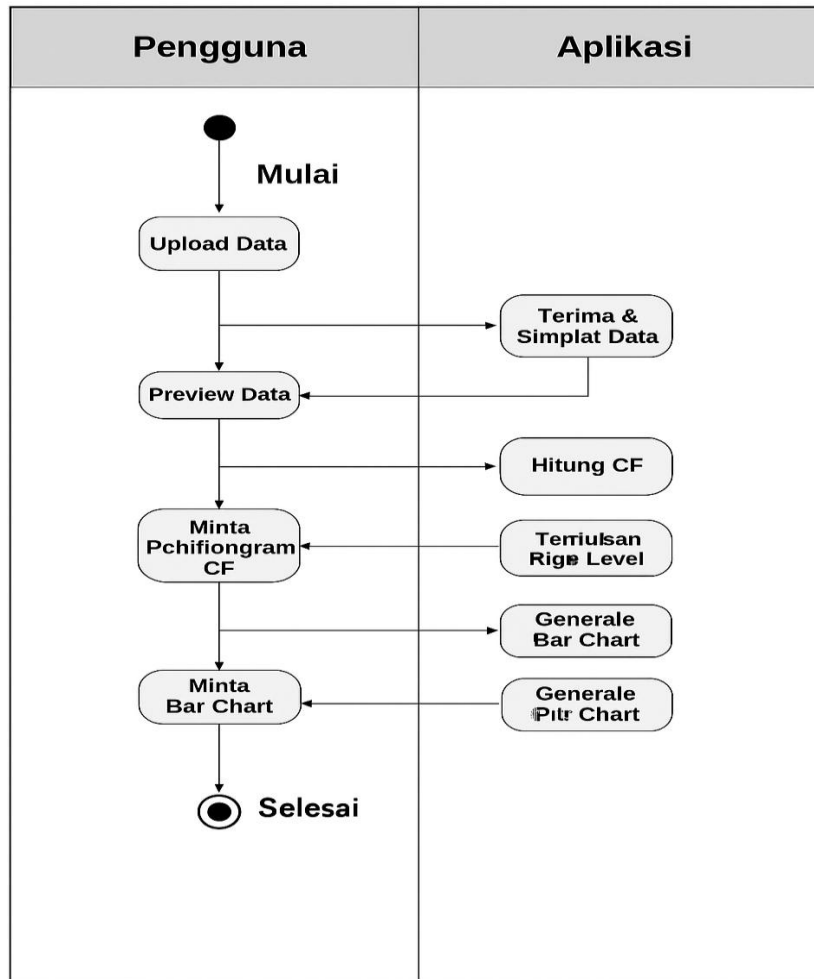 Pengguna
Aplikasi
Mulai
Upload Data
Terima &
Simplat Data
Preview Data
Hitung CF
Minta
Pchifiongram
CF
Level
Generale
Bar Chart
Minta
Bar Chart
Generale
Chart
Selesai